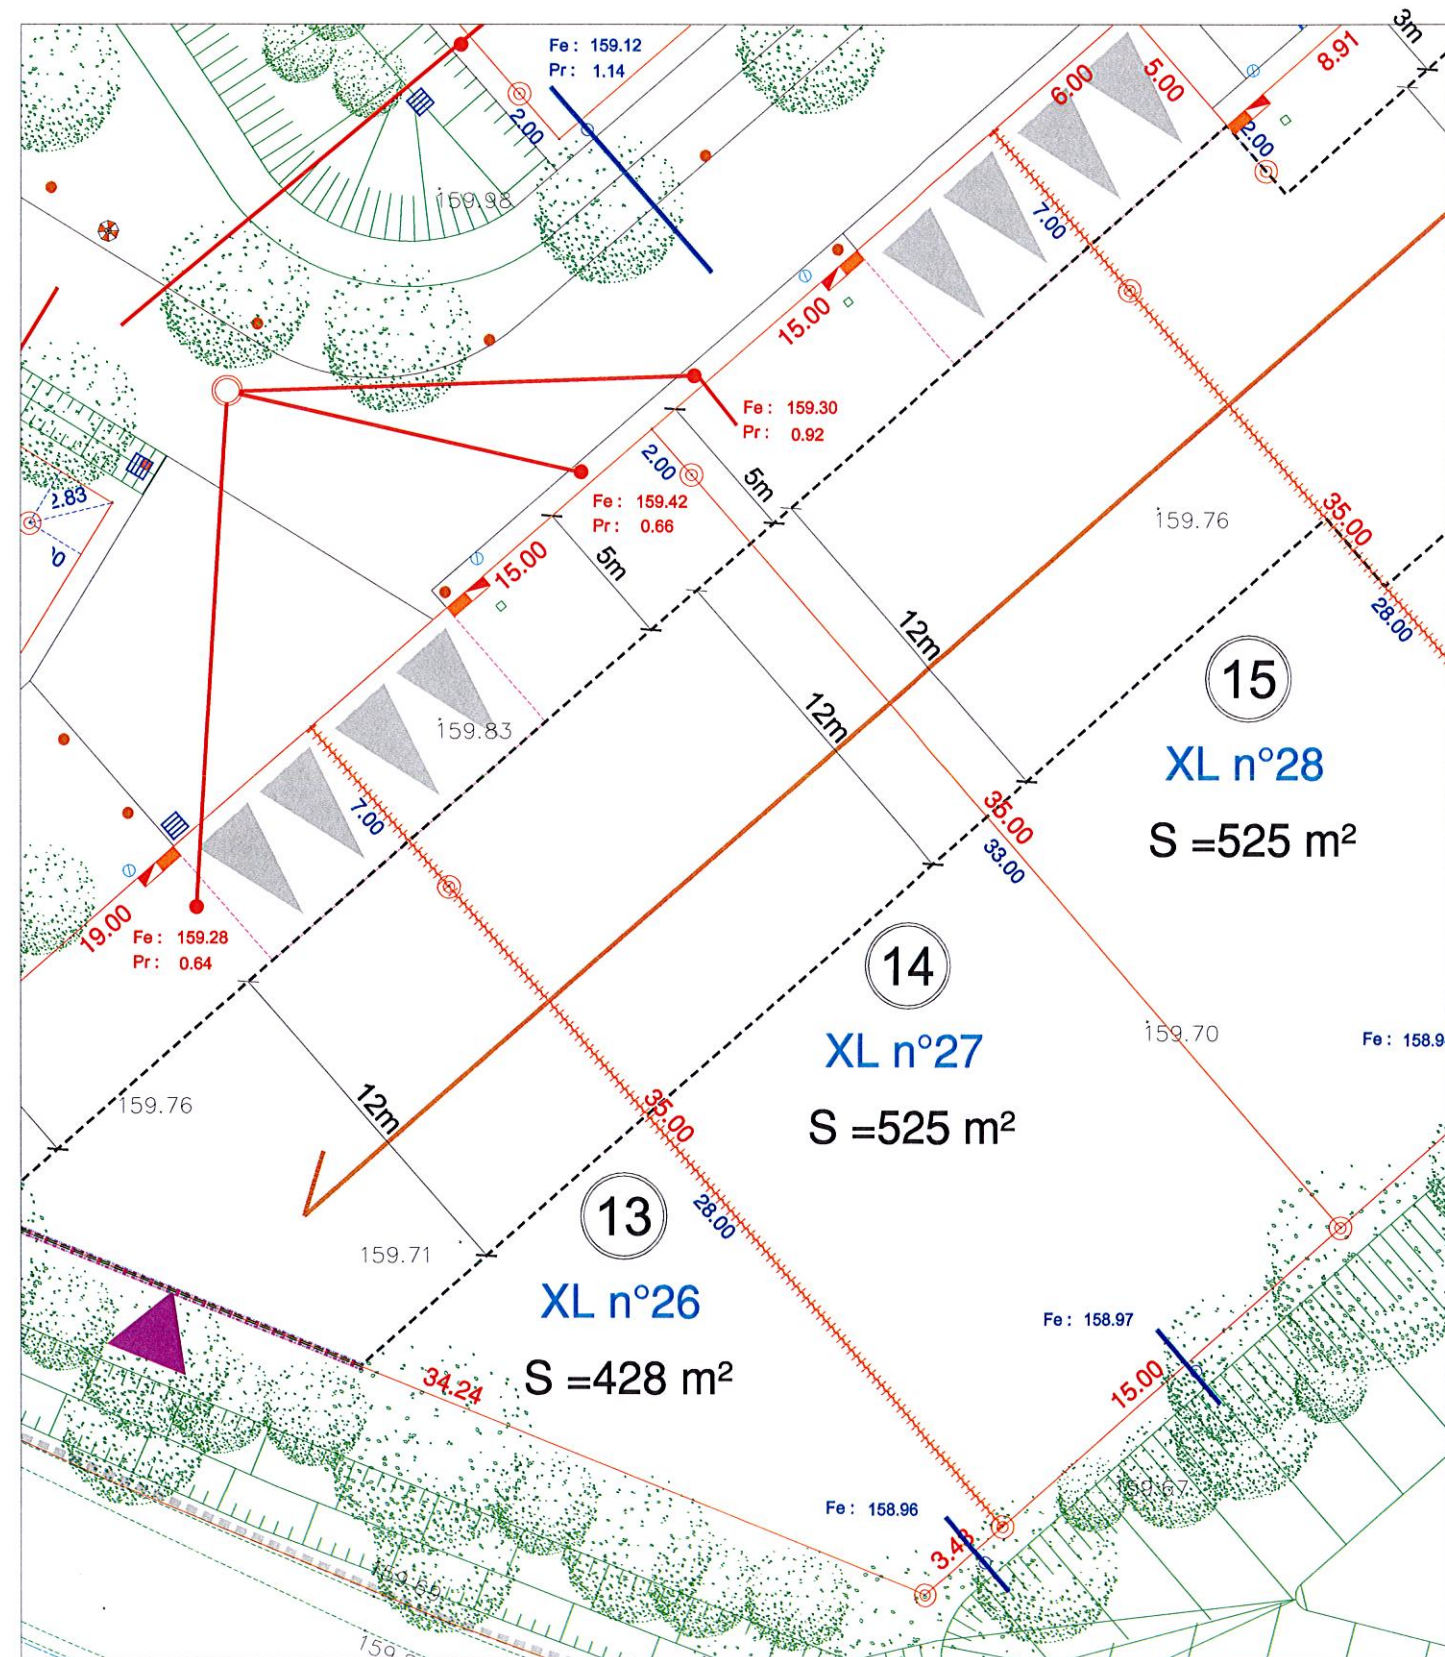 3m
Fe : 159.12
Pr : 1.14
8.91
6.00
5.00
2.00
2.00
159.98
7.00
15.00
Fe : 159.30
Pr : 0.92
2.00
5m
2.83
Fe : 159.42
Pr : 0.66
35.00
159.76
15.00
5m
28.00
12m
15
12m
159.83
XL n°28
7.00
35.00
S =525 m²
33.00
19.00
Fe : 159.28
Pr : 0.64
14
159.70
XL n°27
12m
159.76
35.00
S =525 m²
13
28.00
159.71
XL n°26
Fe : 158.97
34.24
S =428 m²
15.00
159.67
Fe : 158.96
3.43